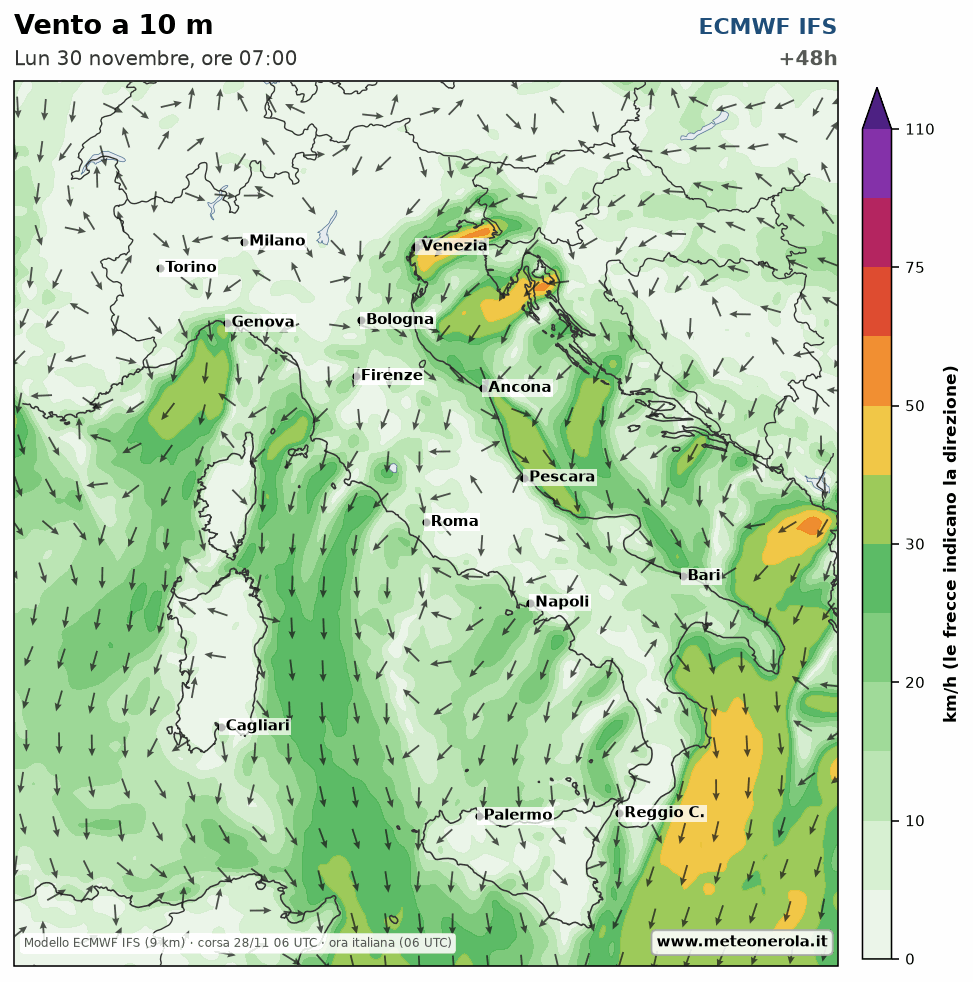 Vento a 10 m
ECMWF IFS
Lun 30 novembre, ore 07:00
+48h
Milano
Venezia
Torino
Genova
Bologna
Firenze
Ancona
Pescara
Roma
Bari
Napoli
Cagliari
Palermo
Reggio C.
Modello ECMWF IFS (9 km) · corsa 28/11 06 UTC · ora italiana (06 UTC)
www.meteonerola.it
110
75
50
30
20
10
0
km/h (le frecce indicano la direzione)